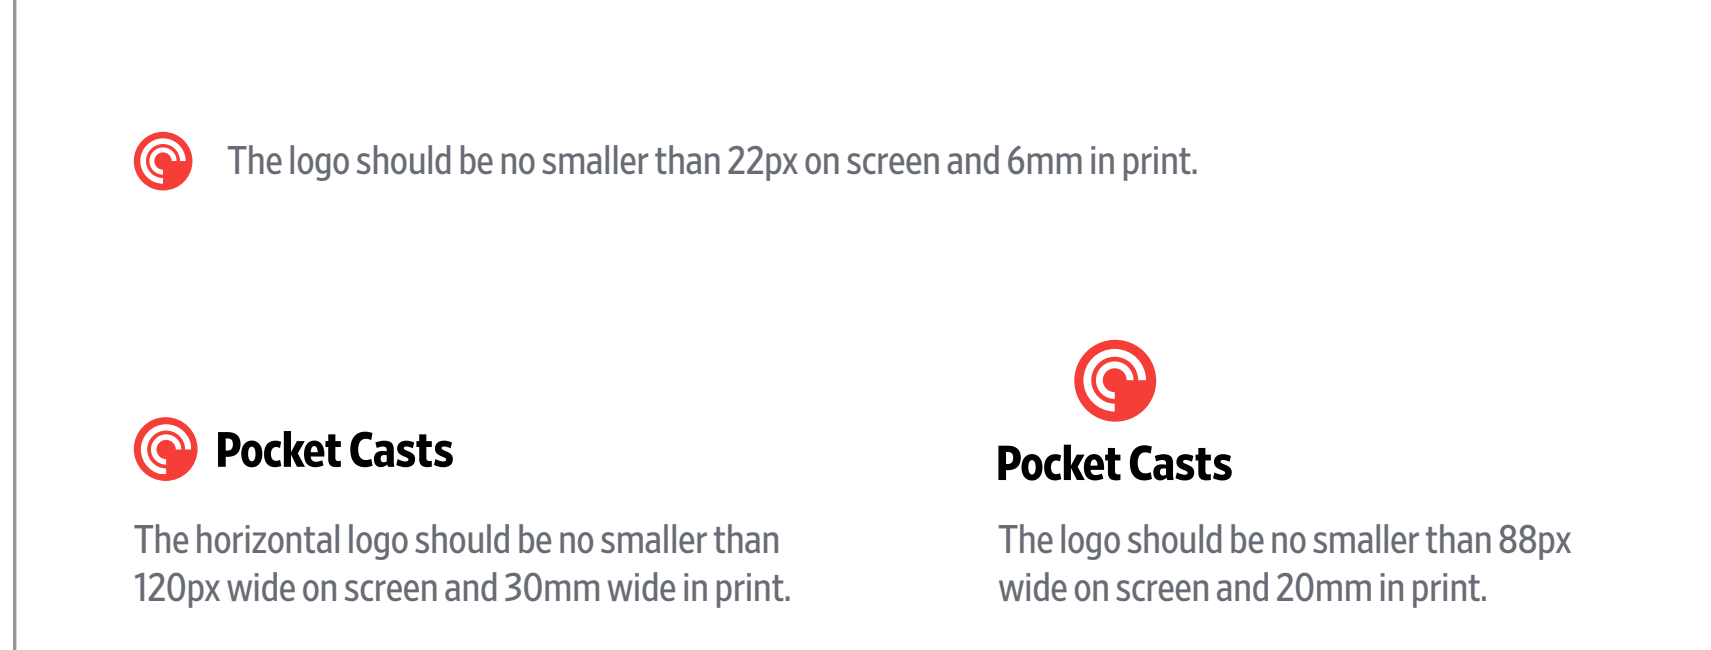 The logo should be no smaller than 22px on screen and 6mm in print.
Pocket Casts
The horizontal logo should be no smaller than
120px wide on screen and 30mm wide in print.
Pocket Casts
The logo should be no smaller than 88px
wide on screen and 20mm in print.